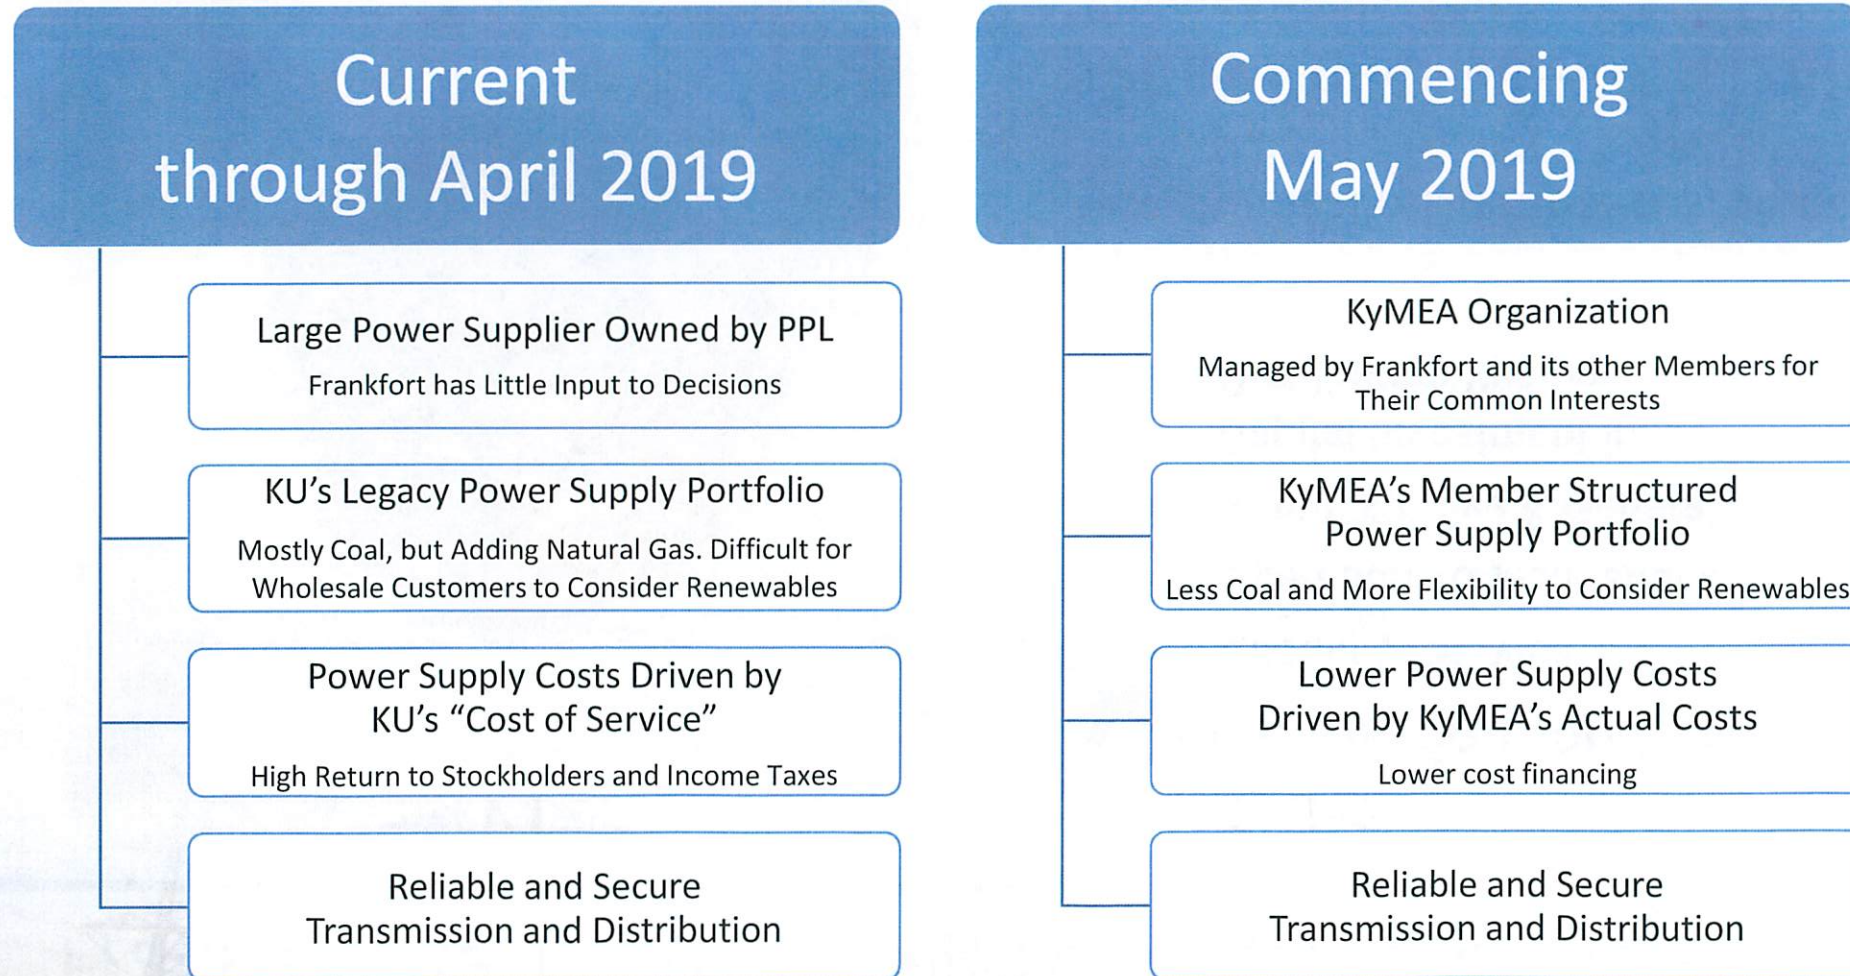 Current
through April 2019
Large Power Supplier Owned by PPL
Frankfort has Little Input to Decisions
KU’s Legacy Power Supply Portfolio
Mostly Coal, but Adding Natural Gas. Difficult for
Wholesale Customers to Consider Renewables
Power Supply Costs Driven by
KU’s “Cost of Service”
High Return to Stockholders and Income Taxes
Reliable and Secure
Transmission and Distribution
Commencing
May 2019
KyMEA Organization
Managed by Frankfort and its other Members for
Their Common Interests
KyMEA’s Member Structured
Power Supply Portfolio
Less Coal and More Flexibility to Consider Renewables
Lower Power Supply Costs
Driven by KyMEA’s Actual Costs
Lower cost financing
Reliable and Secure
Transmission and Distribution